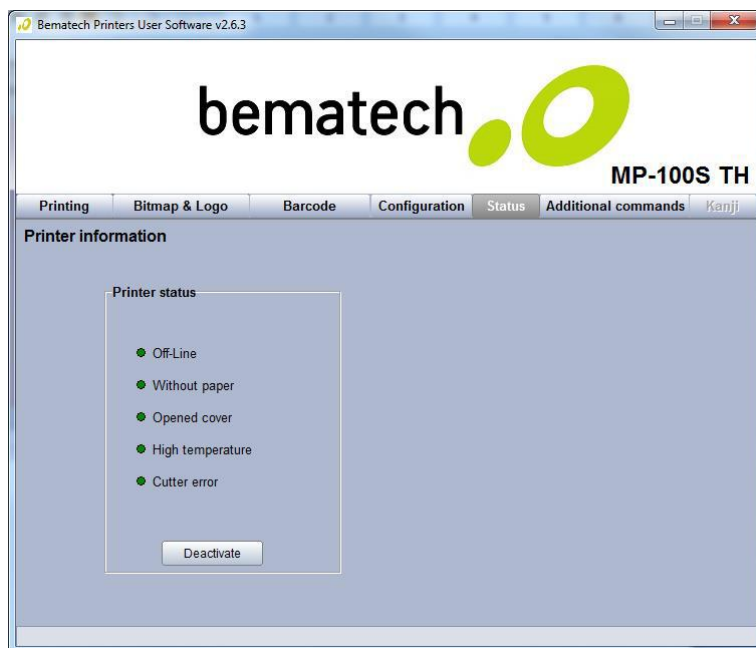 Bematech Printers User Software v2.6.3
bematech
MP-100S TH
Printing Bitmap & Logo Barcode Configuration Status Additional commands Kanji
Printer information
Printer status
Off-Line
Without paper
Opened cover
High temperature
Cutter error
Deactivate